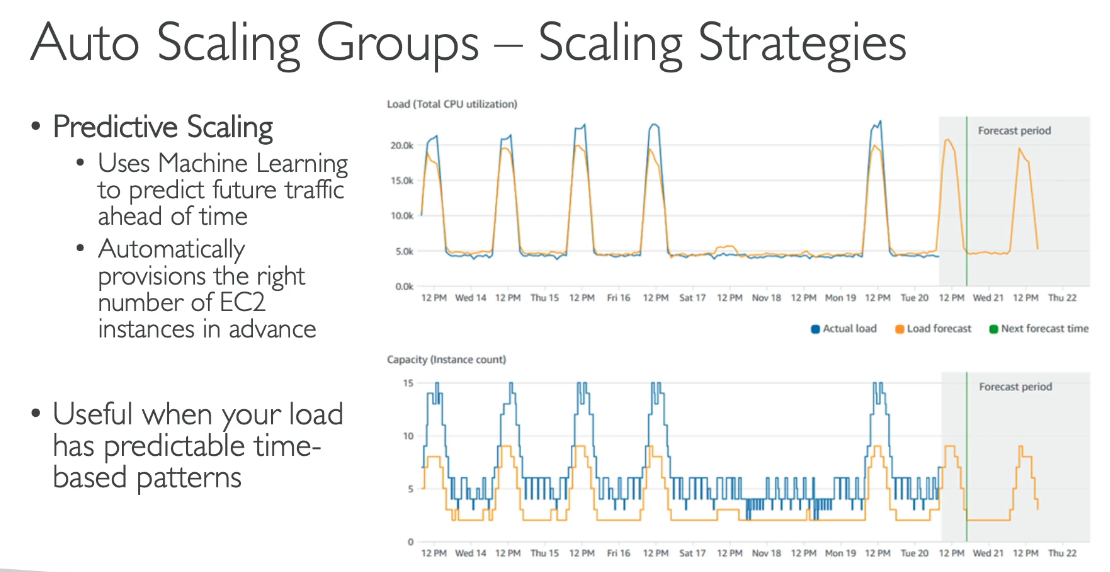 Auto Scaling Groups – Scaling Strategies
• Predictive Scaling
• Uses Machine Learning
to predict future traffic
ahead of time
• Automatically
provisions the right
number of EC2
instances in advance
• Useful when your load
has predictable time-
based patterns
Load (Total CPU utilization)
Forecast period
20.0k
15.0k
10.0k
5.0k
0.0k
12 PM Wed 14 12 PM Thu 15 12 PM Fri 16 12 PM Sat 17 12 PM Nov 18 12 PM Mon 19 12 PM Tue 20 12 PM Wed 21 12 PM Thu 22
Actual load Load forecast Next forecast time
Capacity (Instance count)
Forecast period
15
10
5
0
12 PM Wed 14 12 PM Thu 15 12 PM Fri 16 12 PM Sat 17 12 PM Nov 18 12 PM Mon 19 12 PM Tue 20 12 PM Wed 21 12 PM Thu 22